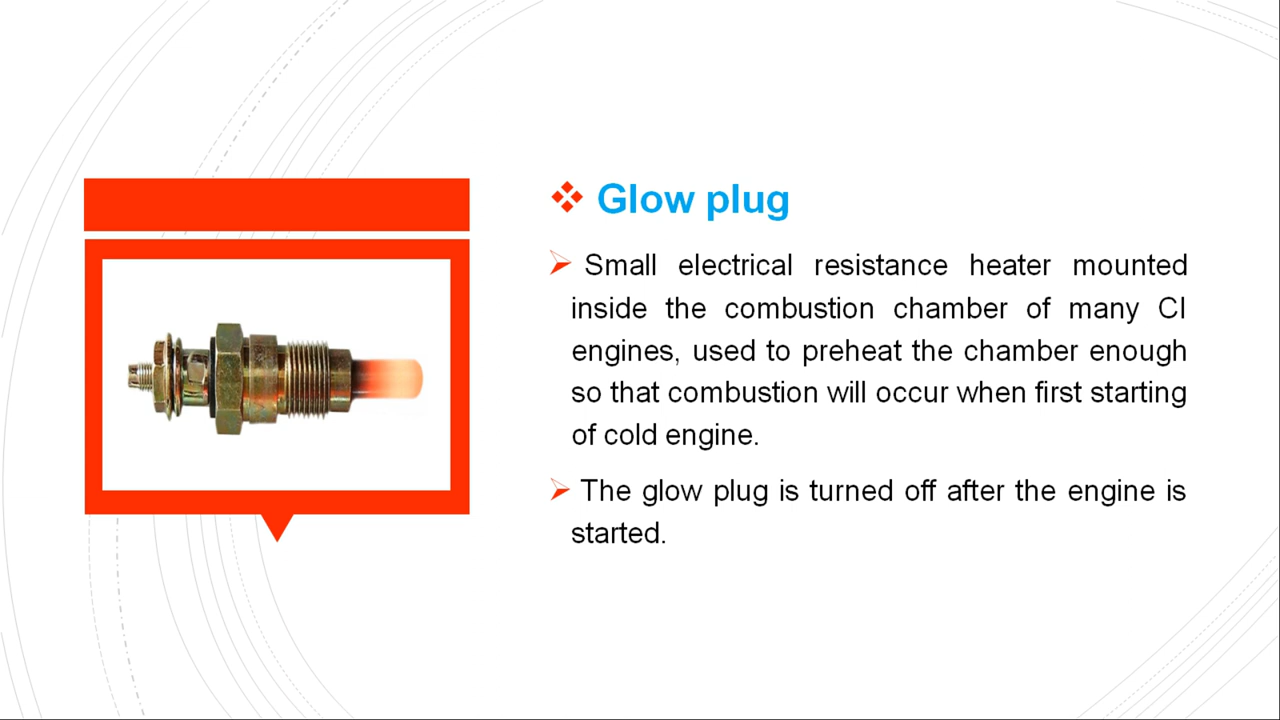 Glow plug
Small electrical resistance heater mounted
inside the combustion chamber of many CI
engines, used to preheat the chamber enough
so that combustion will occur when first starting
of cold engine.
The glow plug is turned off after the engine is
started.